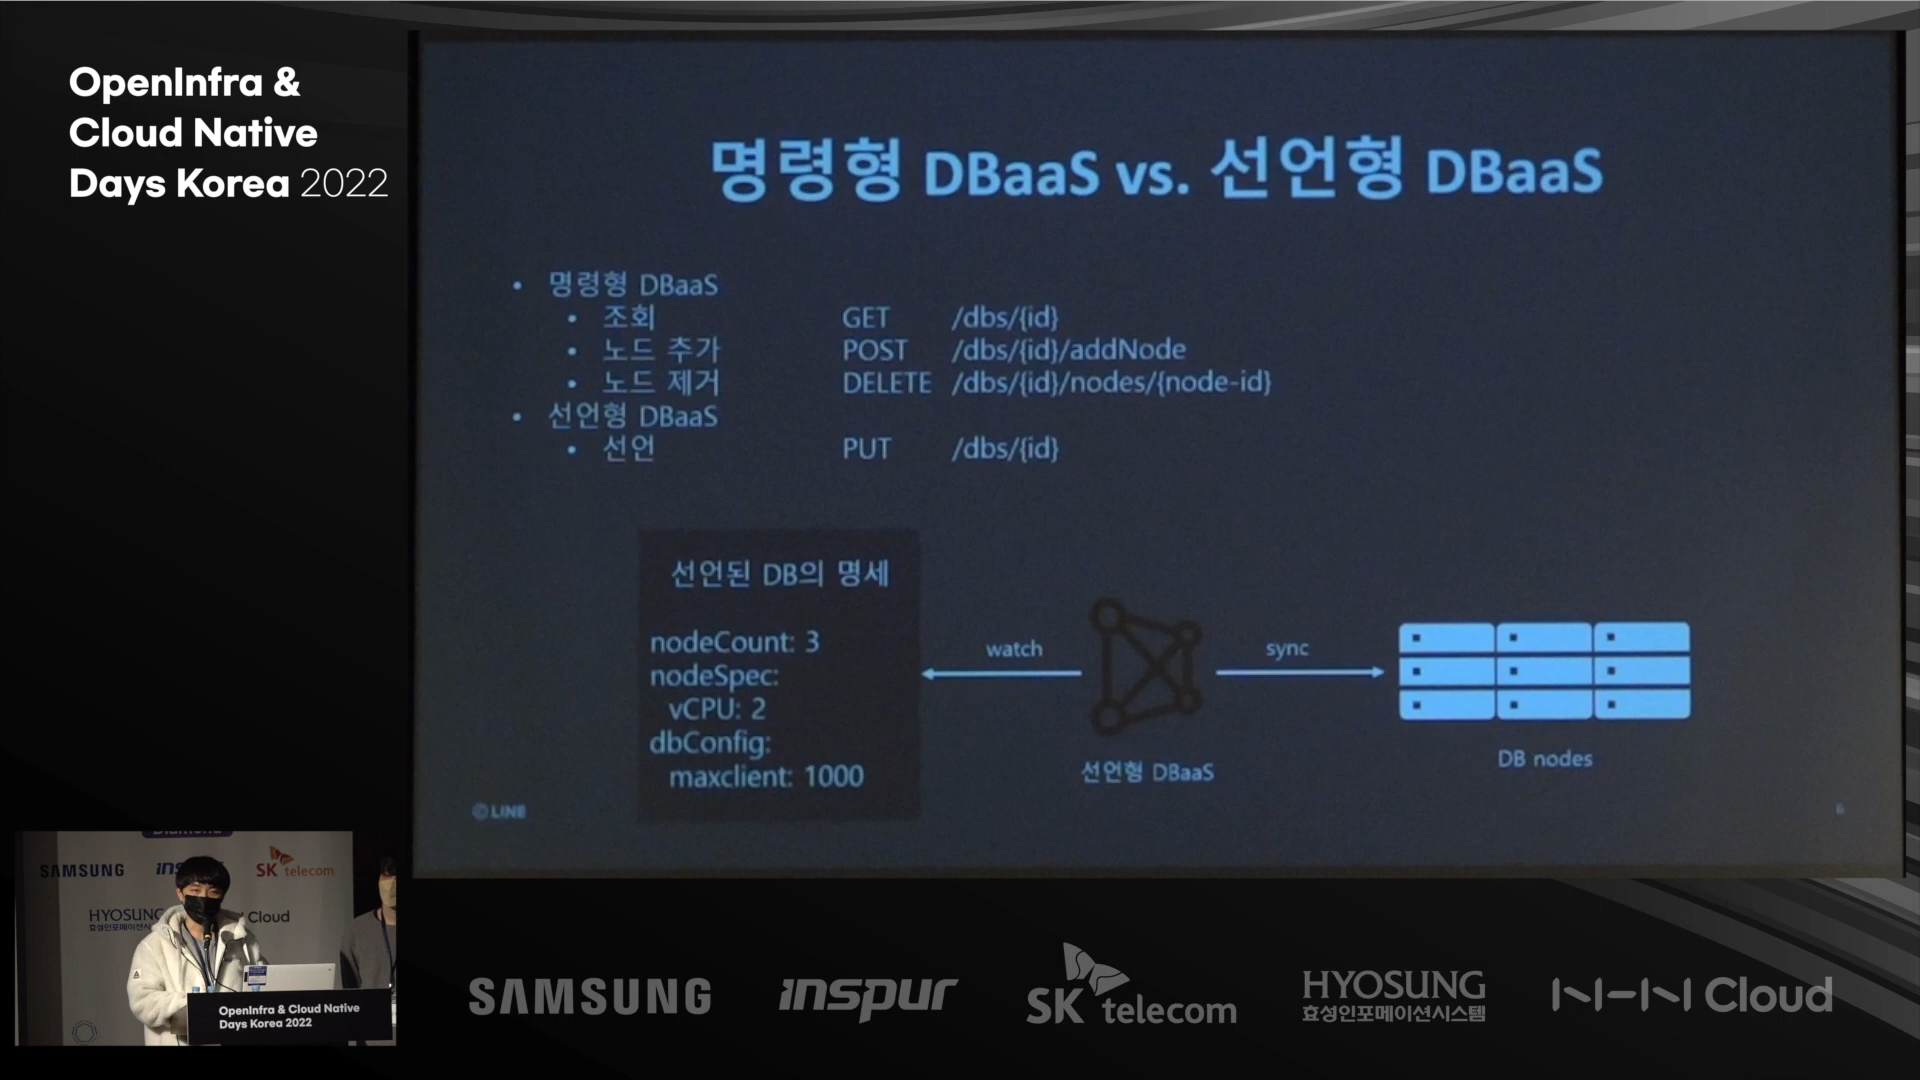 OpenInfra &
Cloud Native
Days Korea 2022
명령형 DBaaS vs. 선언형 DBaaS
• 명령형 DBaaS
• 조회 GET /dbs/{id}
• 노드 추가 POST /dbs/{id}/addNode
• 노드 제거 DELETE /dbs/{id}/nodes/{node-id}
• 선언형 DBaaS
• 선언 PUT /dbs/{id}
선언된 DB의 명세
nodeCount: 3
nodeSpec:
vCPU: 2
dbConfig:
maxclient: 1000
watch
sync
선언형 DBaaS
DB nodes
© LINE
6
Diamond
SAMSUNG
SK telecom
HYOSUNG
Cloud
OpenInfra & Cloud Native
Days Korea 2022
SAMSUNG inspur SK telecom HYOSUNG 효성인포메이션시스템 NHN Cloud